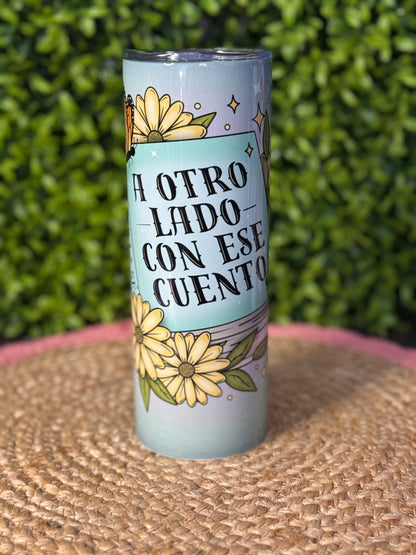 A OTRO
LADO
CON ESE
CUENTO